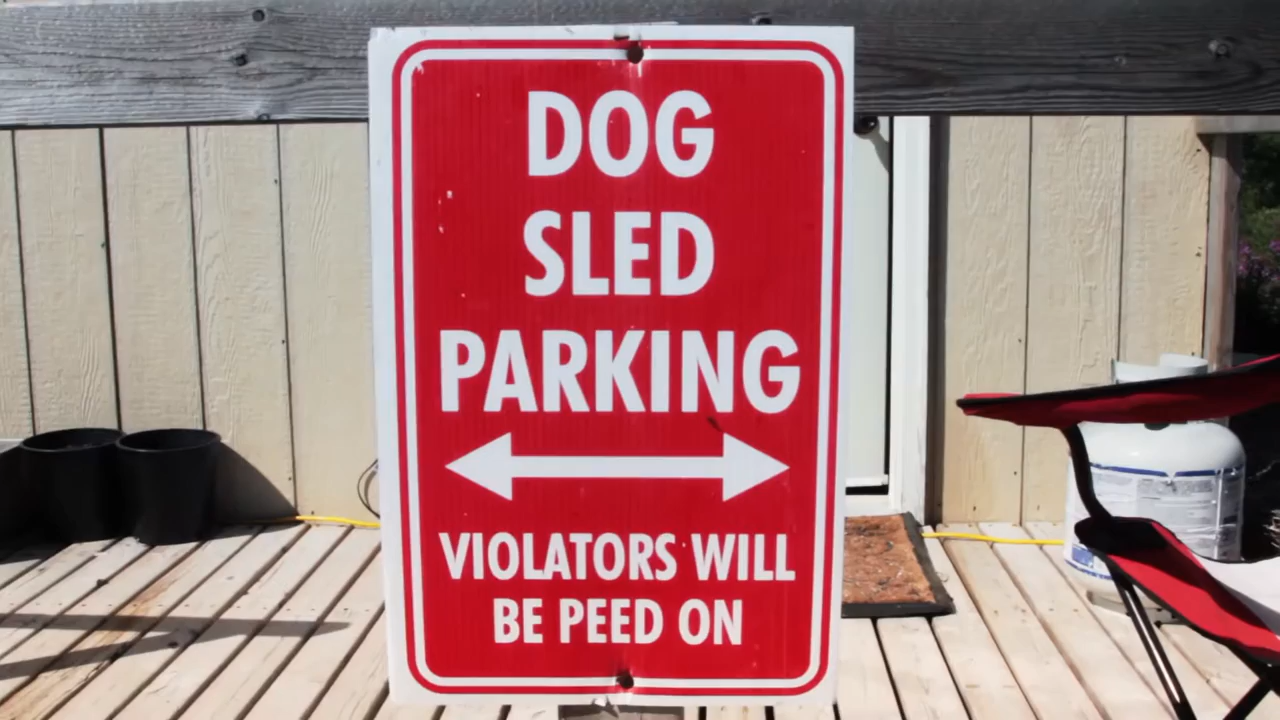 DOG
SLED
PARKING
VIOLATORS WILL
BE PEED ON